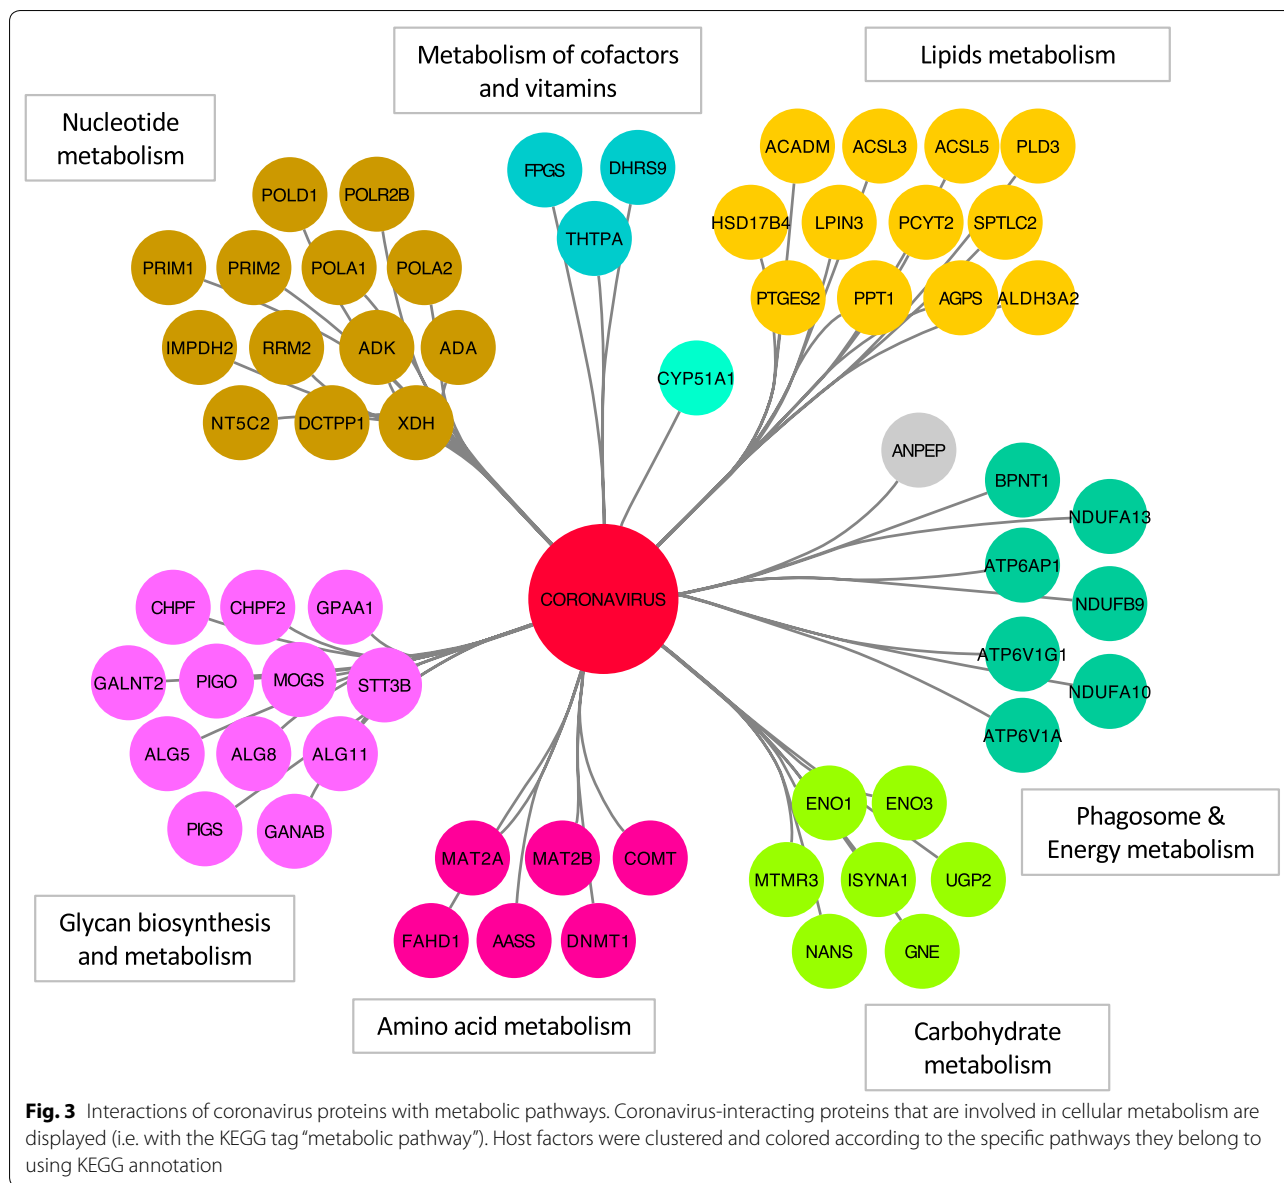 Metabolism of cofactors
and vitamins
Lipids metabolism
Nucleotide
metabolism
FPGS
DHRS9
THTPA
ACADM
ACSL3
ACSL5
PLD3
HSD17B4
LPIN3
PCYT2
SPTLC2
PTGES2
PPT1
AGPS
ALDH3A2
POLD1
POLR2B
PRIM1
PRIM2
POLA1
POLA2
IMPDH2
RRM2
ADK
ADA
NT5C2
DCTPP1
XDH
CYP51A1
ANPEP
BPNT1
NDUFA13
ATP6AP1
NDUFB9
ATP6V1G1
NDUFA10
ATP6V1A
CORONAVIRUS
CHPF
CHPF2
GPAA1
GALNT2
PIGO
MOGS
STT3B
ALG5
ALG8
ALG11
PIGS
GANAB
MAT2A
MAT2B
COMT
FAHD1
AASS
DNMT1
ENO1
ENO3
MTMR3
ISYNA1
UGP2
NANS
GNE
Phagosome &
Energy metabolism
Glycan biosynthesis
and metabolism
Amino acid metabolism
Carbohydrate
metabolism
Fig. 3 Interactions of coronavirus proteins with metabolic pathways. Coronavirus-interacting proteins that are involved in cellular metabolism are
displayed (i.e. with the KEGG tag “metabolic pathway”). Host factors were clustered and colored according to the specific pathways they belong to
using KEGG annotation